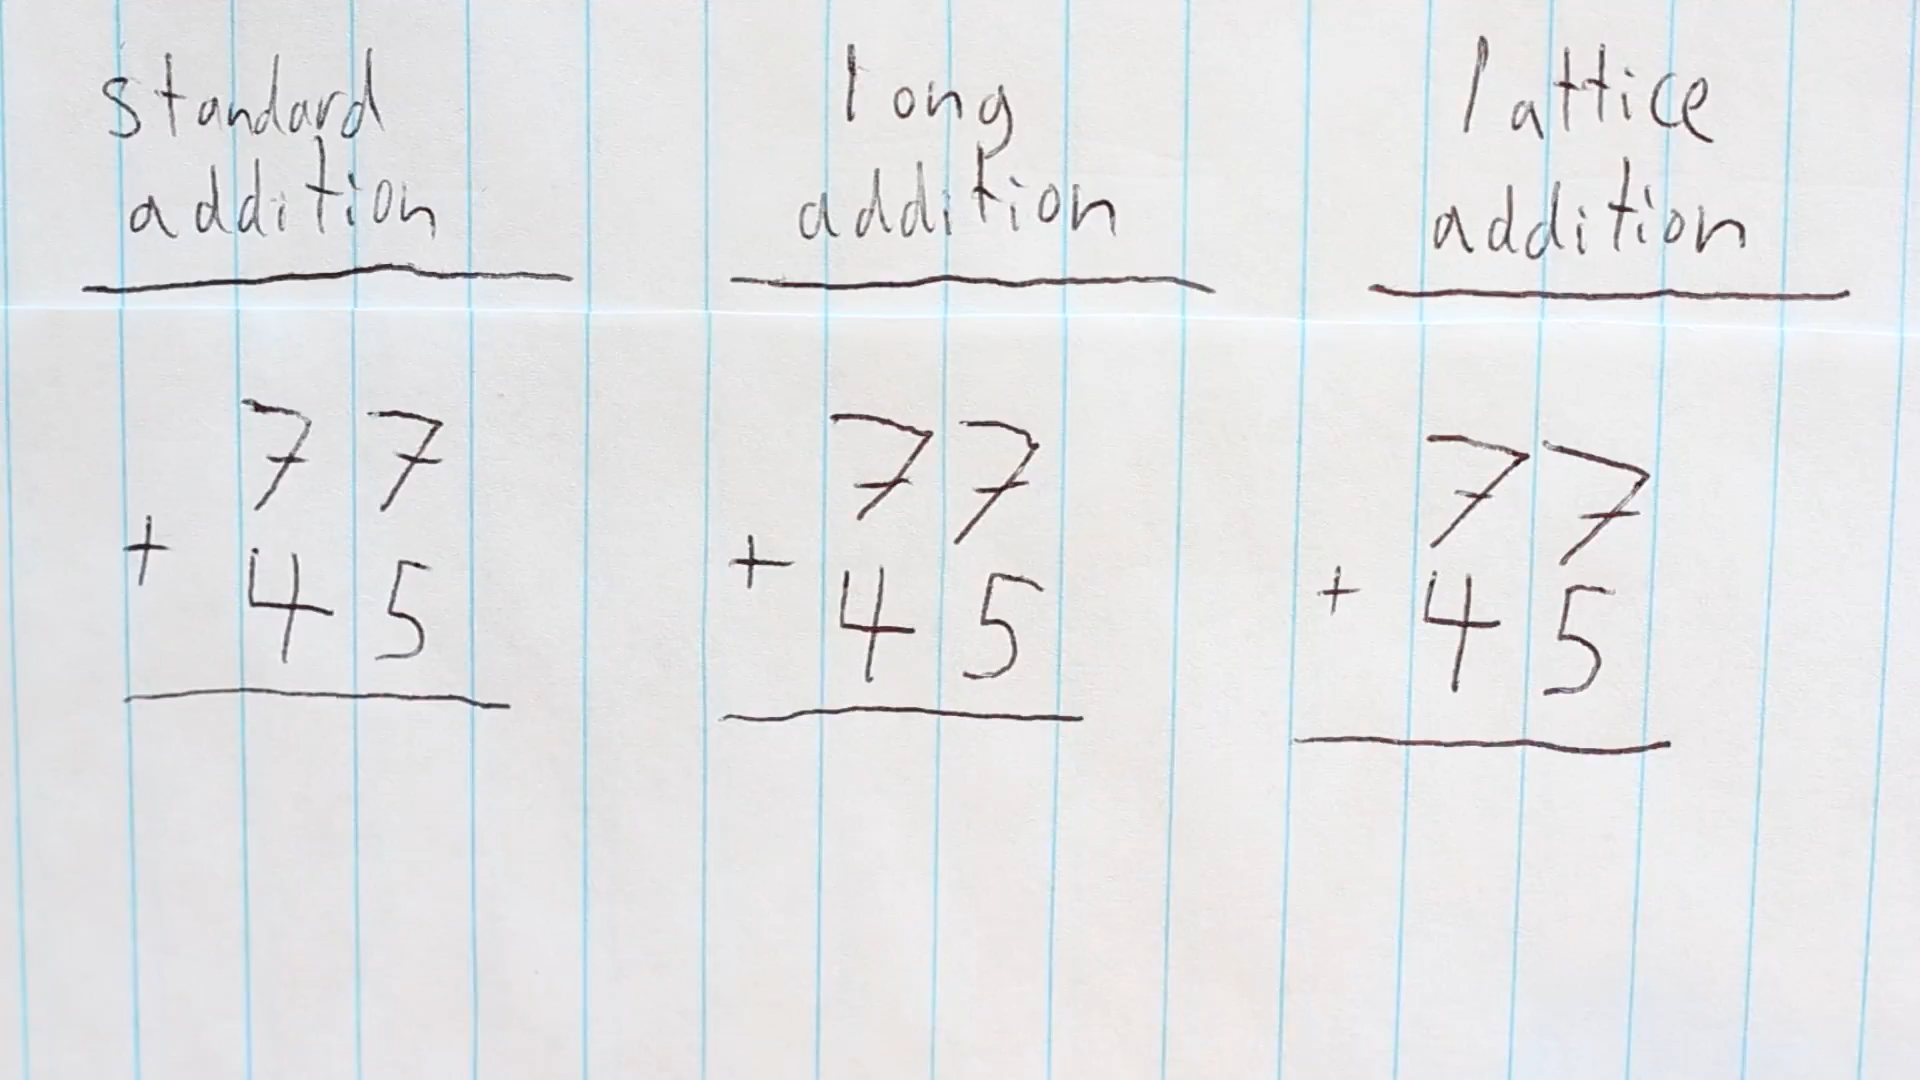 standard addition
77
+ 45
long addition
77
+ 45
lattice addition
77
+ 45